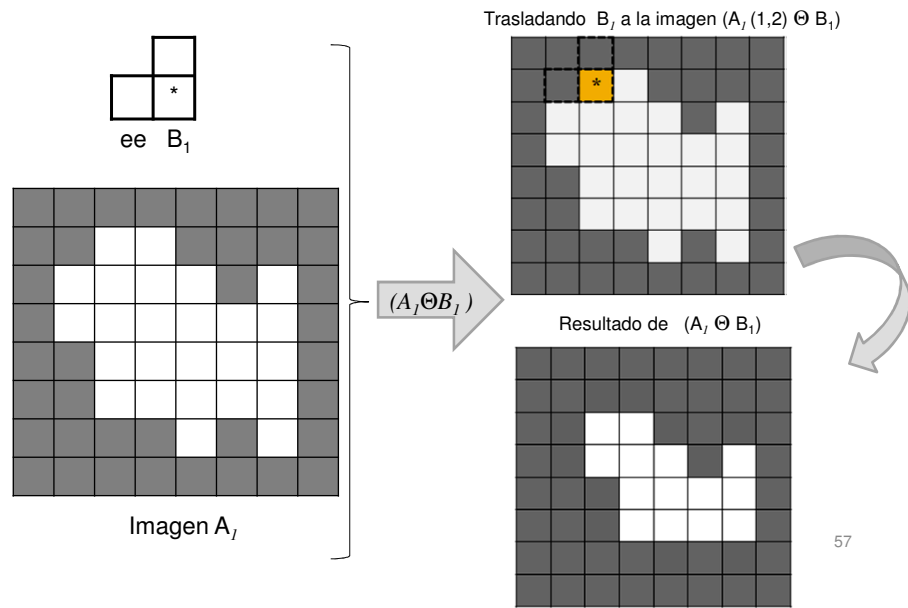 *
ee B₁
Imagen A₁
(A₁ΘB₁)
Trasladando B₁ a la imagen (A₁ (1,2) Θ B₁)
*
Resultado de (A₁ Θ B₁)
57